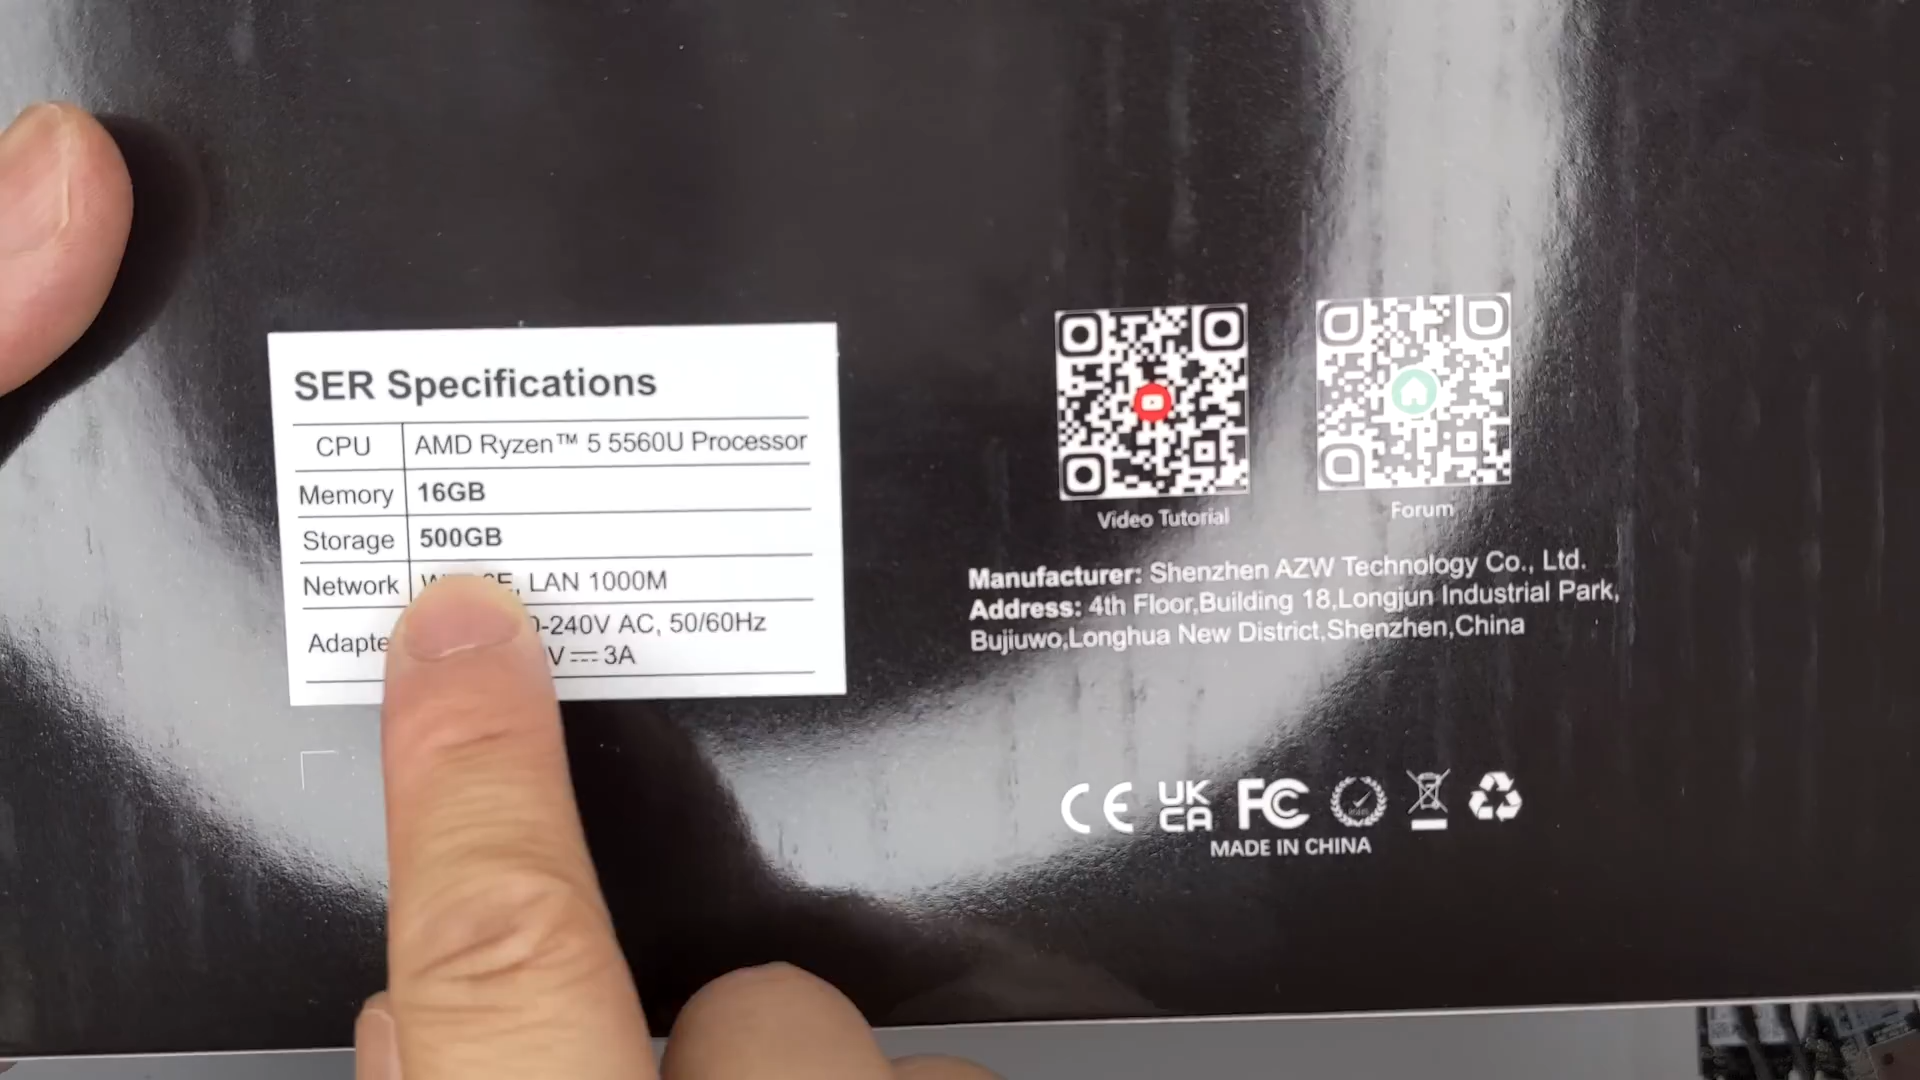 SER Specifications
CPU AMD Ryzen™ 5 5560U Processor
Memory 16GB
Storage 500GB
Network LAN 1000M
0-240V AC, 50/60Hz
V⎓3A
Video Tutorial
Forum
Manufacturer: Shenzhen AZW Technology Co., Ltd.
Address: 4th Floor,Building 18,Longjun Industrial Park,
Bujiuwo,Longhua New District,Shenzhen,China
CE UK CA FC
MADE IN CHINA